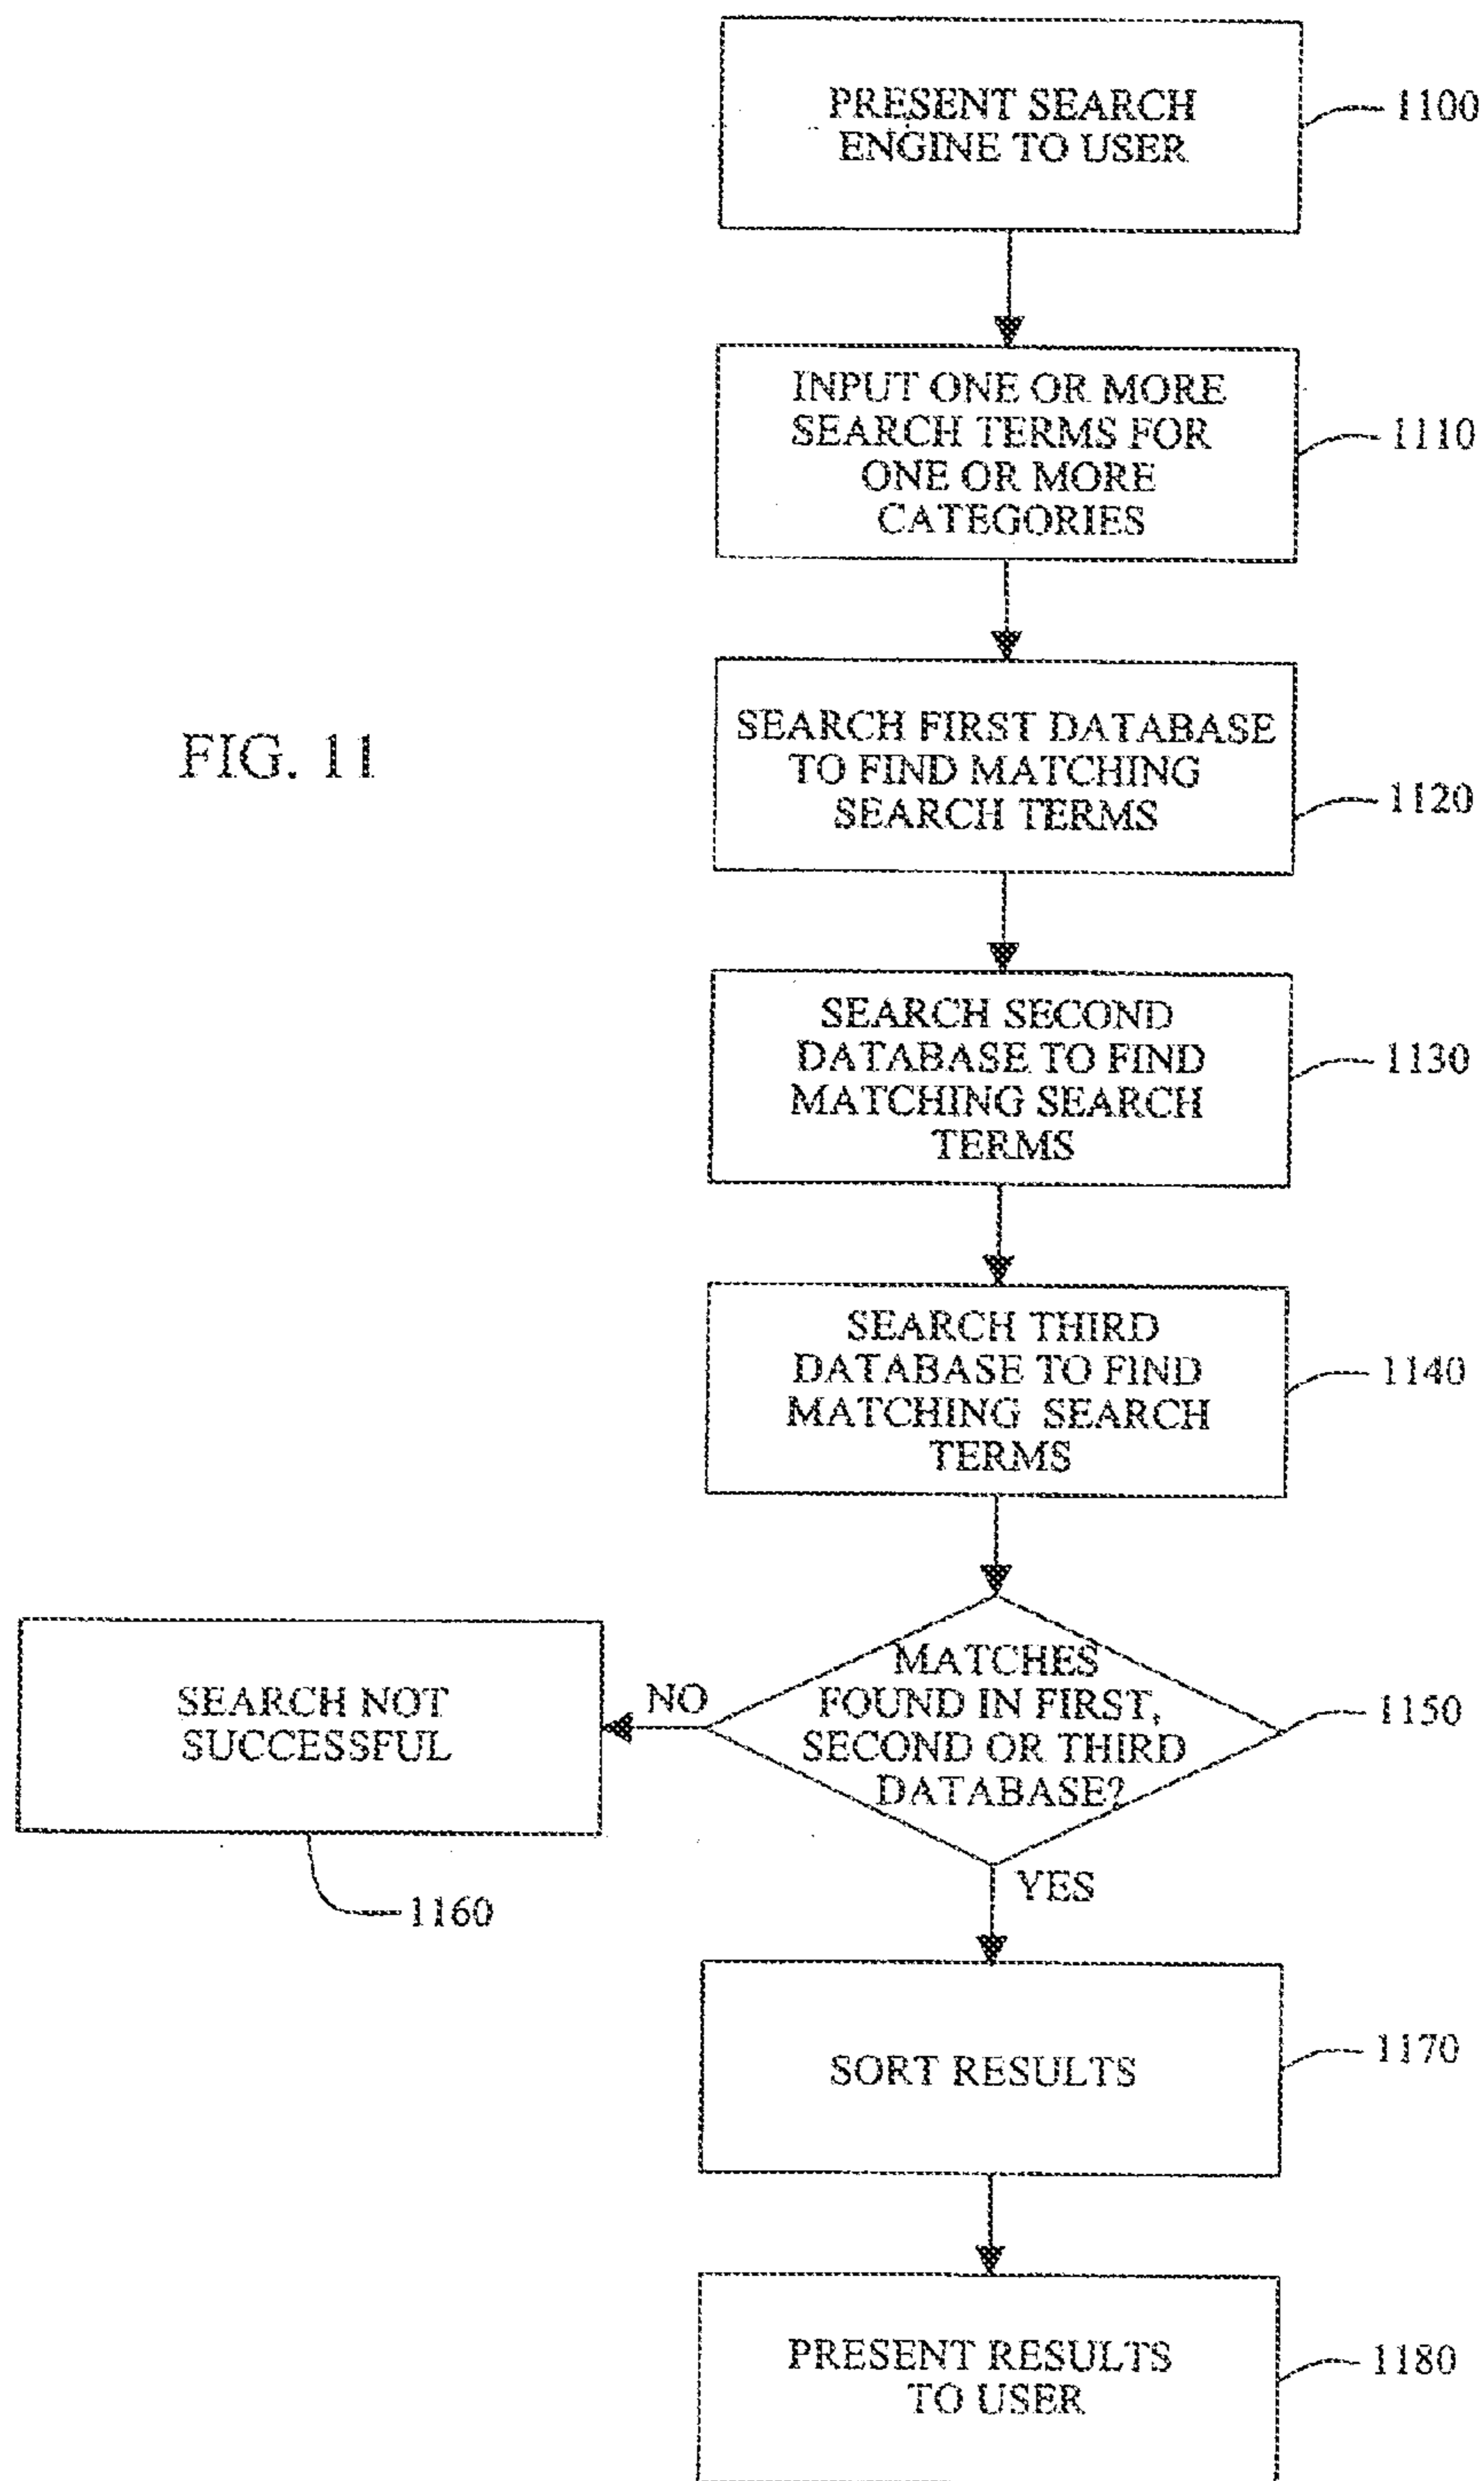 PRESENT SEARCH
ENGINE TO USER
1100
INPUT ONE OR MORE
SEARCH TERMS FOR
ONE OR MORE
CATEGORIES
1110
FIG. 11
SEARCH FIRST DATABASE
TO FIND MATCHING
SEARCH TERMS
1120
SEARCH SECOND
DATABASE TO FIND
MATCHING SEARCH
TERMS
1130
SEARCH THIRD
DATABASE TO FIND
MATCHING SEARCH
TERMS
1140
MATCHES
FOUND IN FIRST,
SECOND OR THIRD
DATABASE?
1150
NO
SEARCH NOT
SUCCESSFUL
1160
YES
SORT RESULTS
1170
PRESENT RESULTS
TO USER
1180